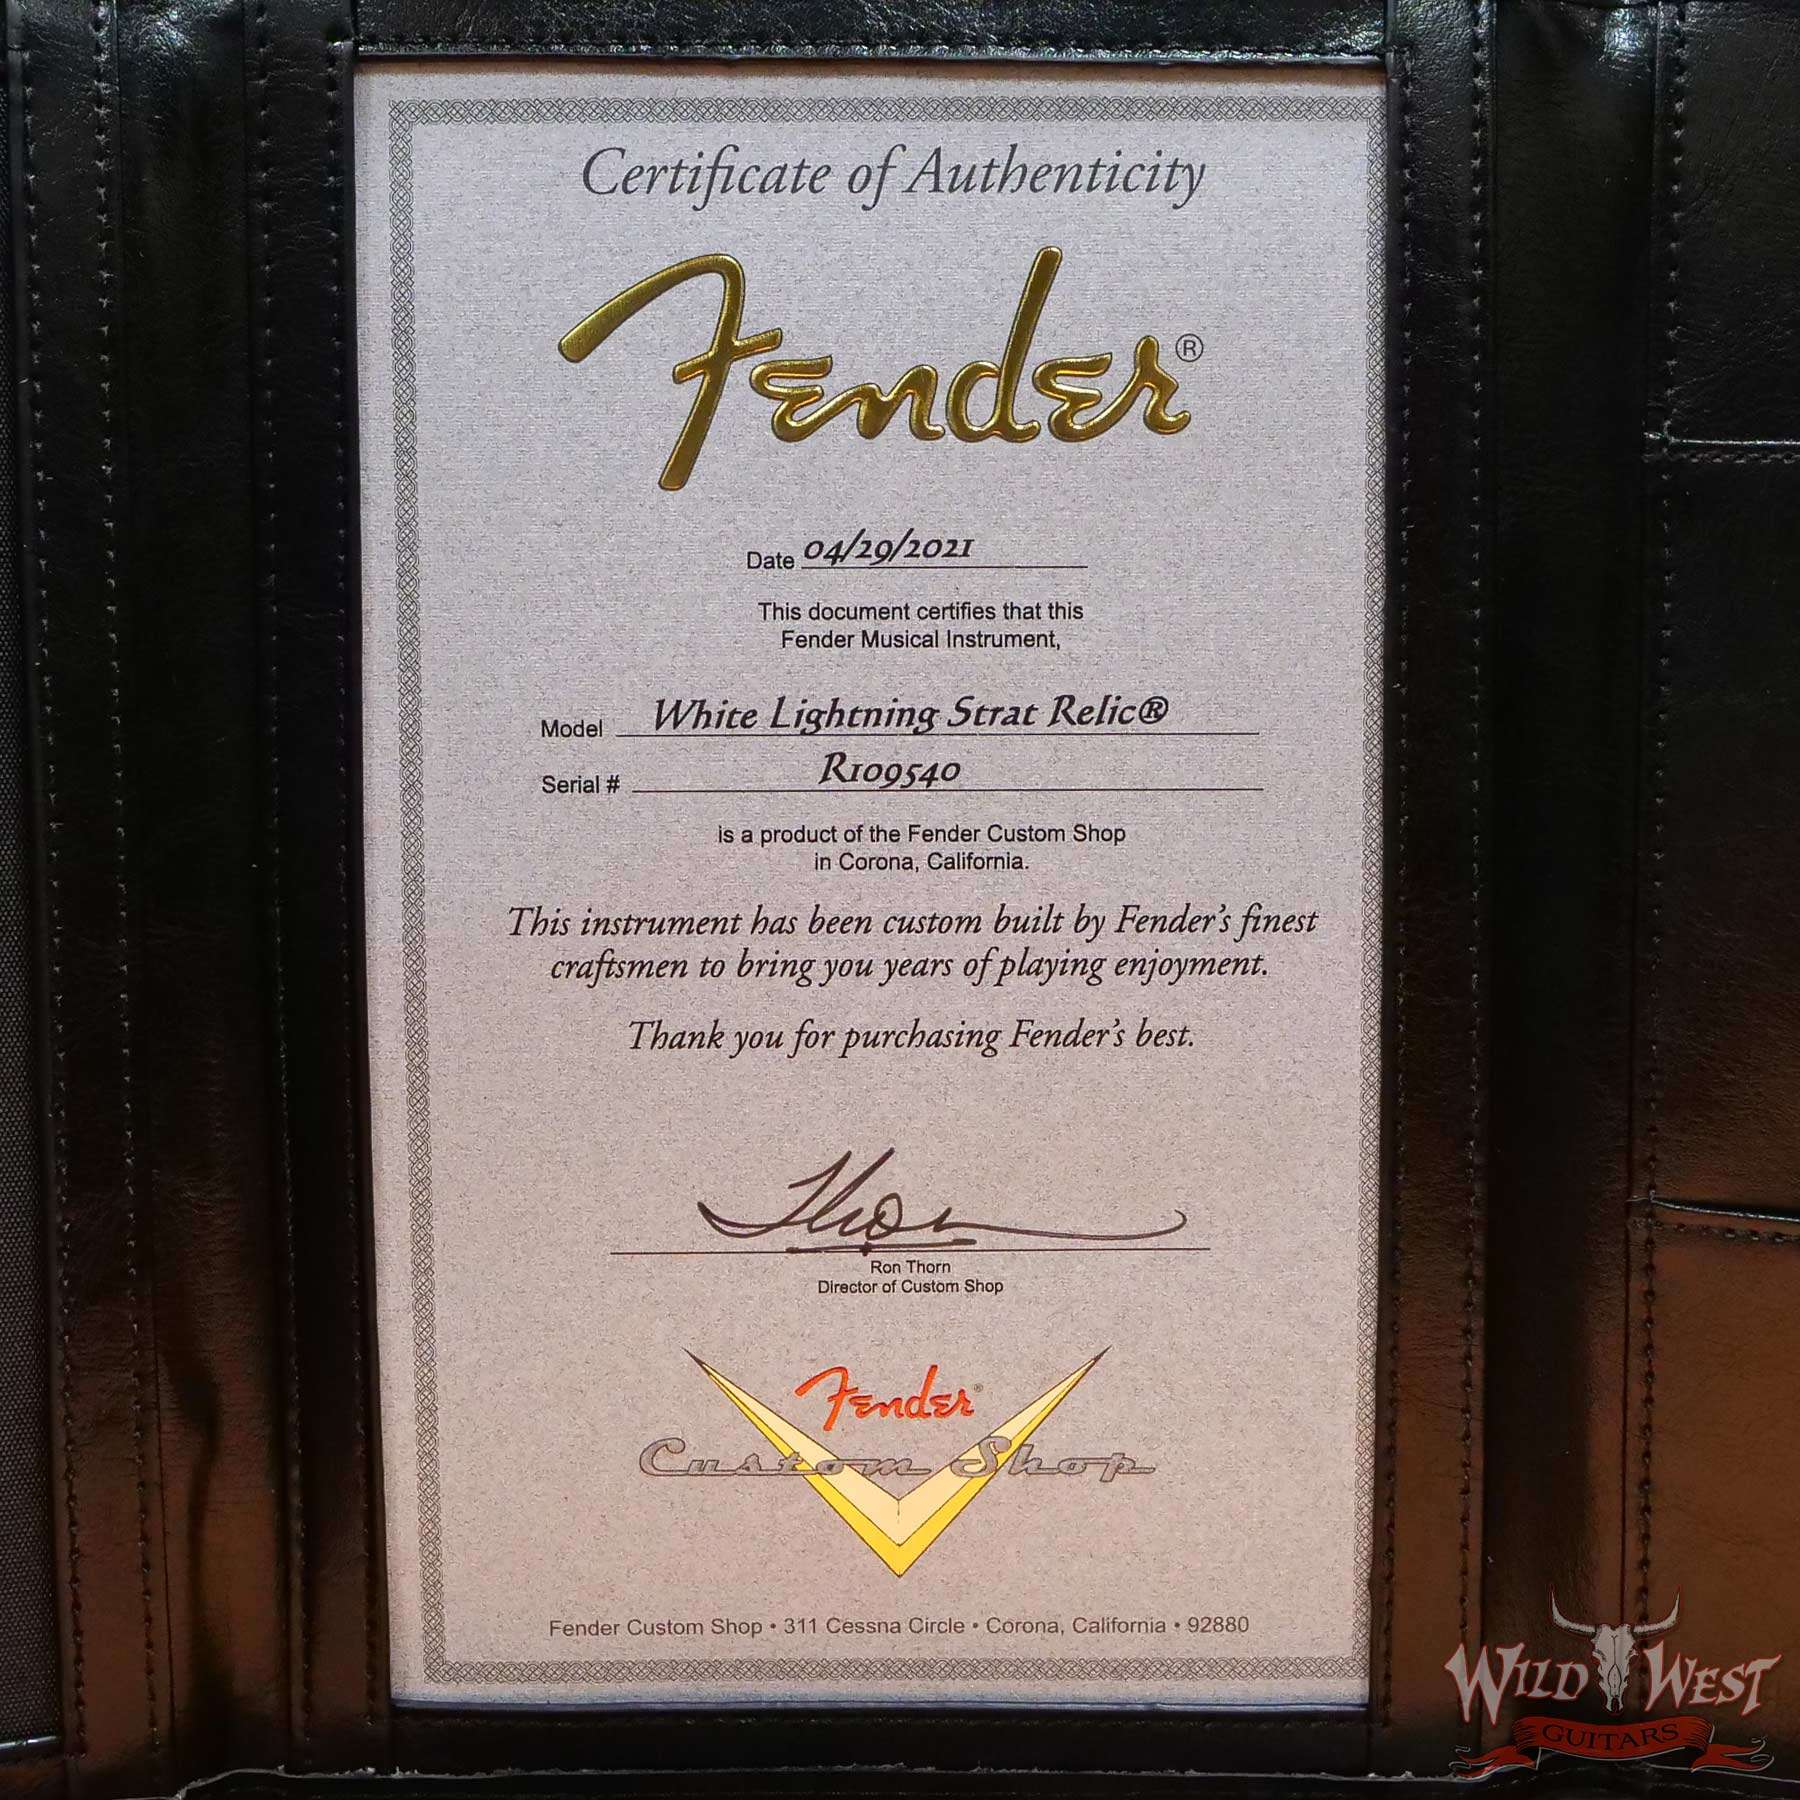 Certificate of Authenticity
Fender®
Date 04/29/2021
This document certifies that this
Fender Musical Instrument,
Model White Lightning Strat Relic®
Serial # R109540
is a product of the Fender Custom Shop
in Corona, California.
This instrument has been custom built by Fender's finest
craftsmen to bring you years of playing enjoyment.
Thank you for purchasing Fender's best.
Thorn
Ron Thorn
Director of Custom Shop
Fender®
Custom Shop
Fender Custom Shop • 311 Cessna Circle • Corona, California • 92880
WILD WEST
GUITARS